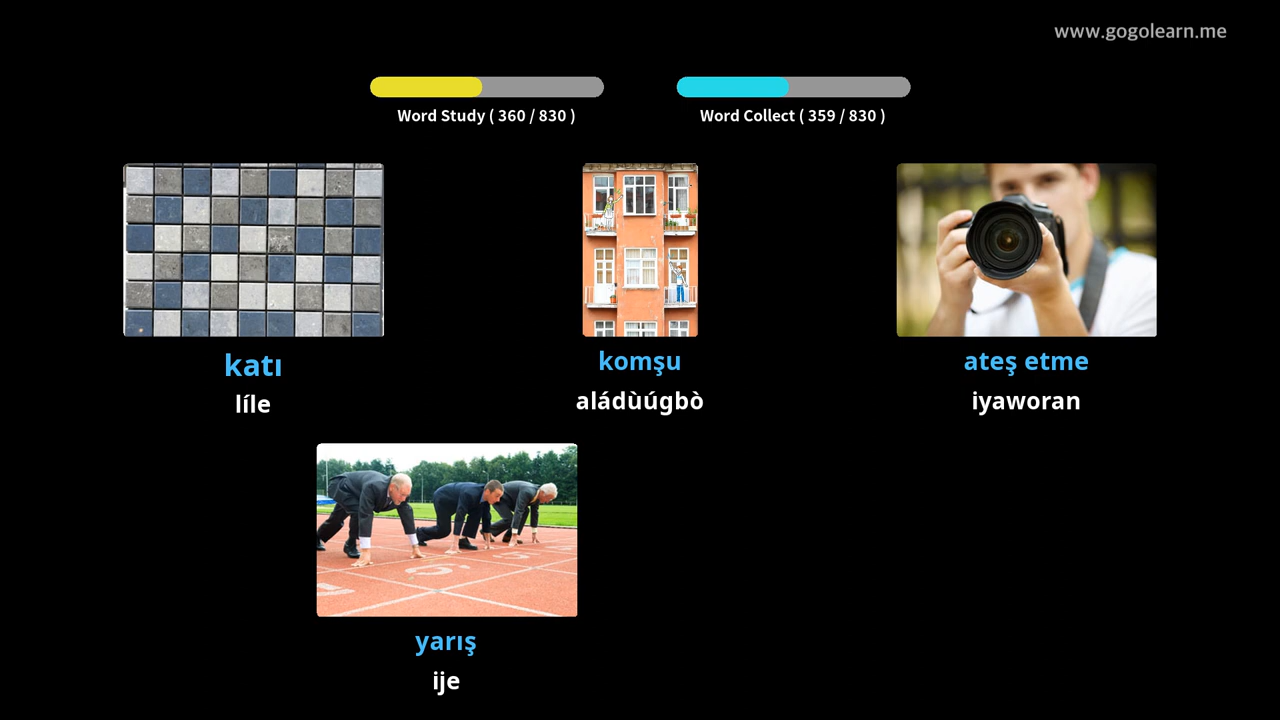 www.gogolearn.me
Word Study ( 360 / 830 )
Word Collect ( 359 / 830 )
katı
líle
komşu
aládùúgbò
ateş etme
iyaworan
yarış
ije